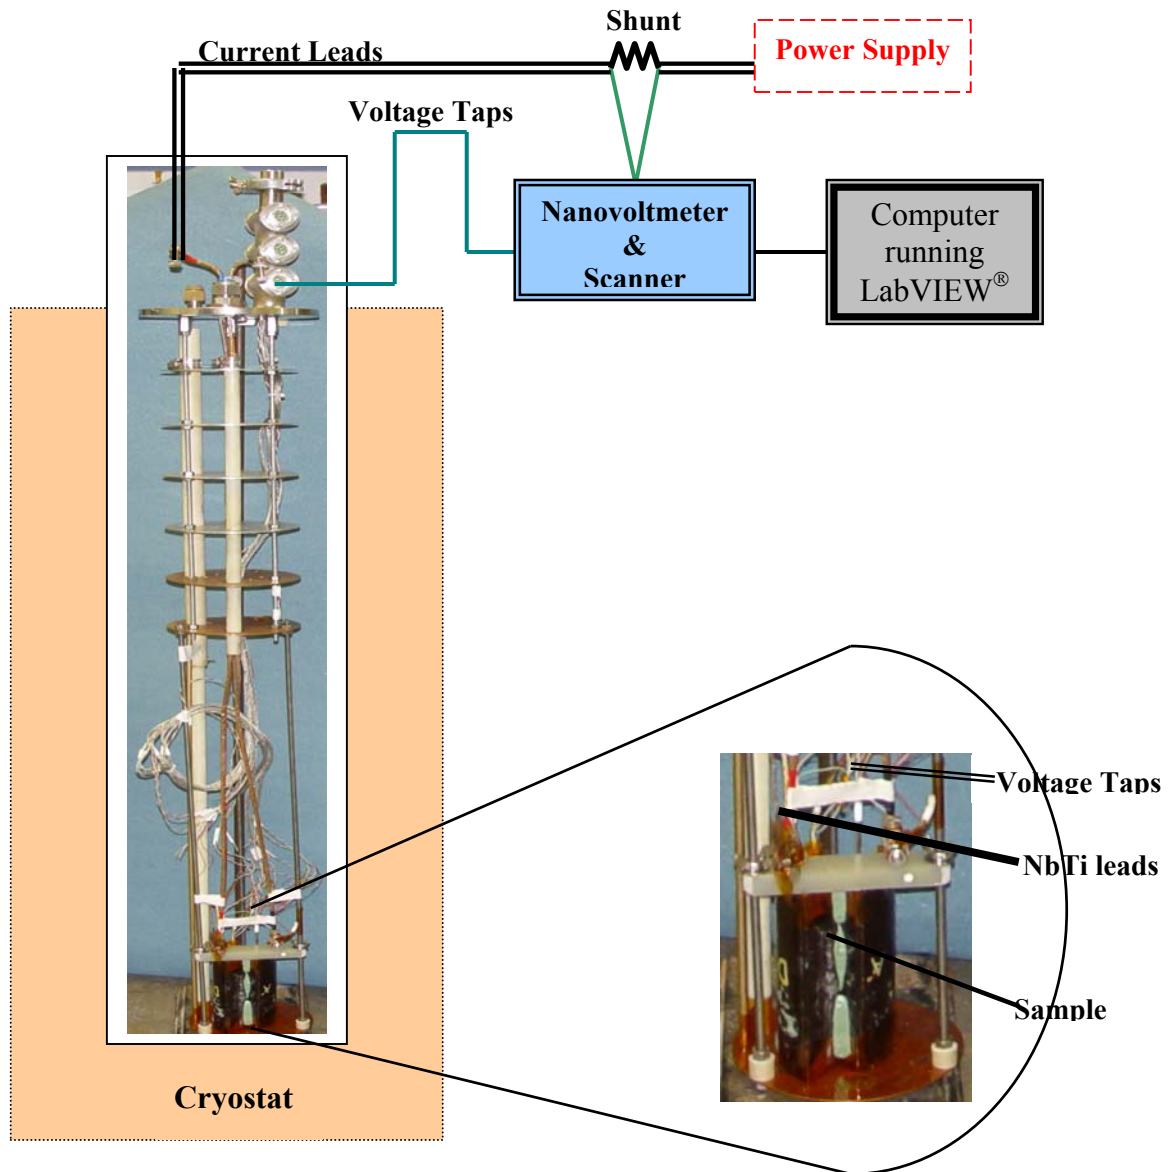 Shunt
Current Leads
Power Supply
Voltage Taps
Nanovoltmeter
&
Scanner
Computer
running
LabVIEW®
Voltage Taps
NbTi leads
Sample
Cryostat